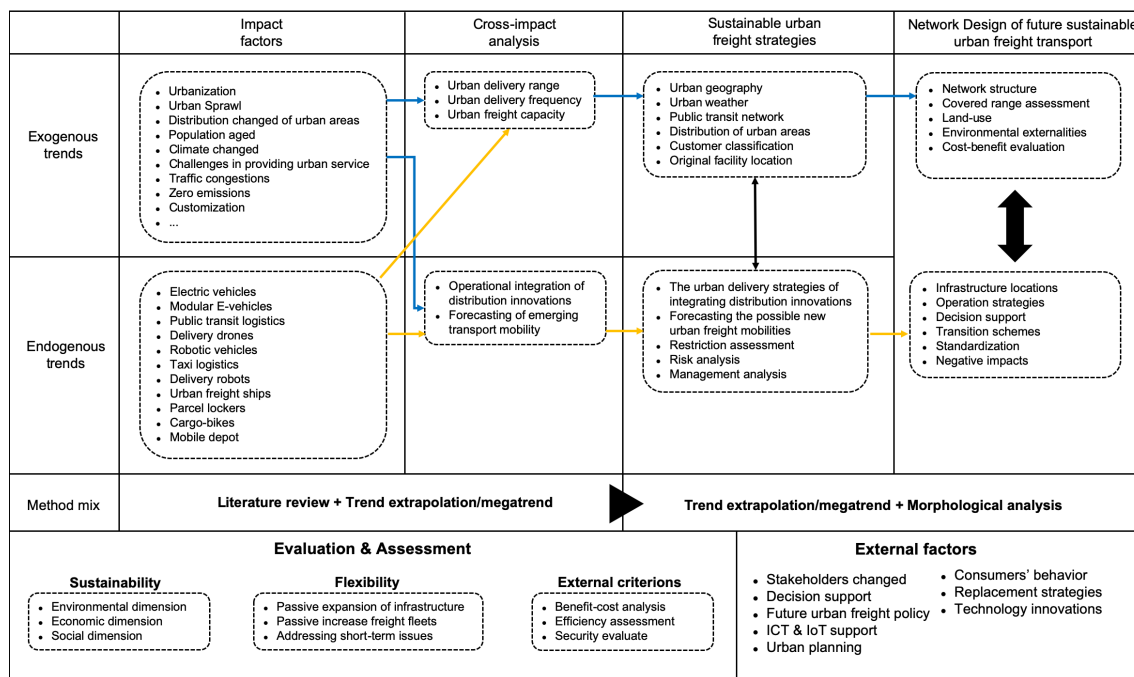 Impact
factors
Cross-impact
analysis
Sustainable urban
freight strategies
Network Design of future sustainable
urban freight transport
Exogenous
trends
• Urbanization
• Urban Sprawl
• Distribution changed of urban areas
• Population aged
• Climate changed
• Challenges in providing urban service
• Traffic congestions
• Zero emissions
• Customization
• ...
• Urban delivery range
• Urban delivery frequency
• Urban freight capacity
• Urban geography
• Urban weather
• Public transit network
• Distribution of urban areas
• Customer classification
• Original facility location
• Network structure
• Covered range assessment
• Land-use
• Environmental externalities
• Cost-benefit evaluation
Endogenous
trends
• Electric vehicles
• Modular E-vehicles
• Public transit logistics
• Delivery drones
• Robotic vehicles
• Taxi logistics
• Delivery robots
• Urban freight ships
• Parcel lockers
• Cargo-bikes
• Mobile depot
• Operational integration of
distribution innovations
• Forecasting of emerging
transport mobility
• The urban delivery strategies of
integrating distribution innovations
• Forecasting the possible new
urban freight mobilities
• Restriction assessment
• Risk analysis
• Management analysis
• Infrastructure locations
• Operation strategies
• Decision support
• Transition schemes
• Standardization
• Negative impacts
Method mix
Literature review + Trend extrapolation/megatrend
Trend extrapolation/megatrend + Morphological analysis
Evaluation & Assessment
Sustainability
• Environmental dimension
• Economic dimension
• Social dimension
Flexibility
• Passive expansion of infrastructure
• Passive increase freight fleets
• Addressing short-term issues
External criterions
• Benefit-cost analysis
• Efficiency assessment
• Security evaluate
External factors
• Stakeholders changed
• Decision support
• Future urban freight policy
• ICT & IoT support
• Urban planning
• Consumers' behavior
• Replacement strategies
• Technology innovations